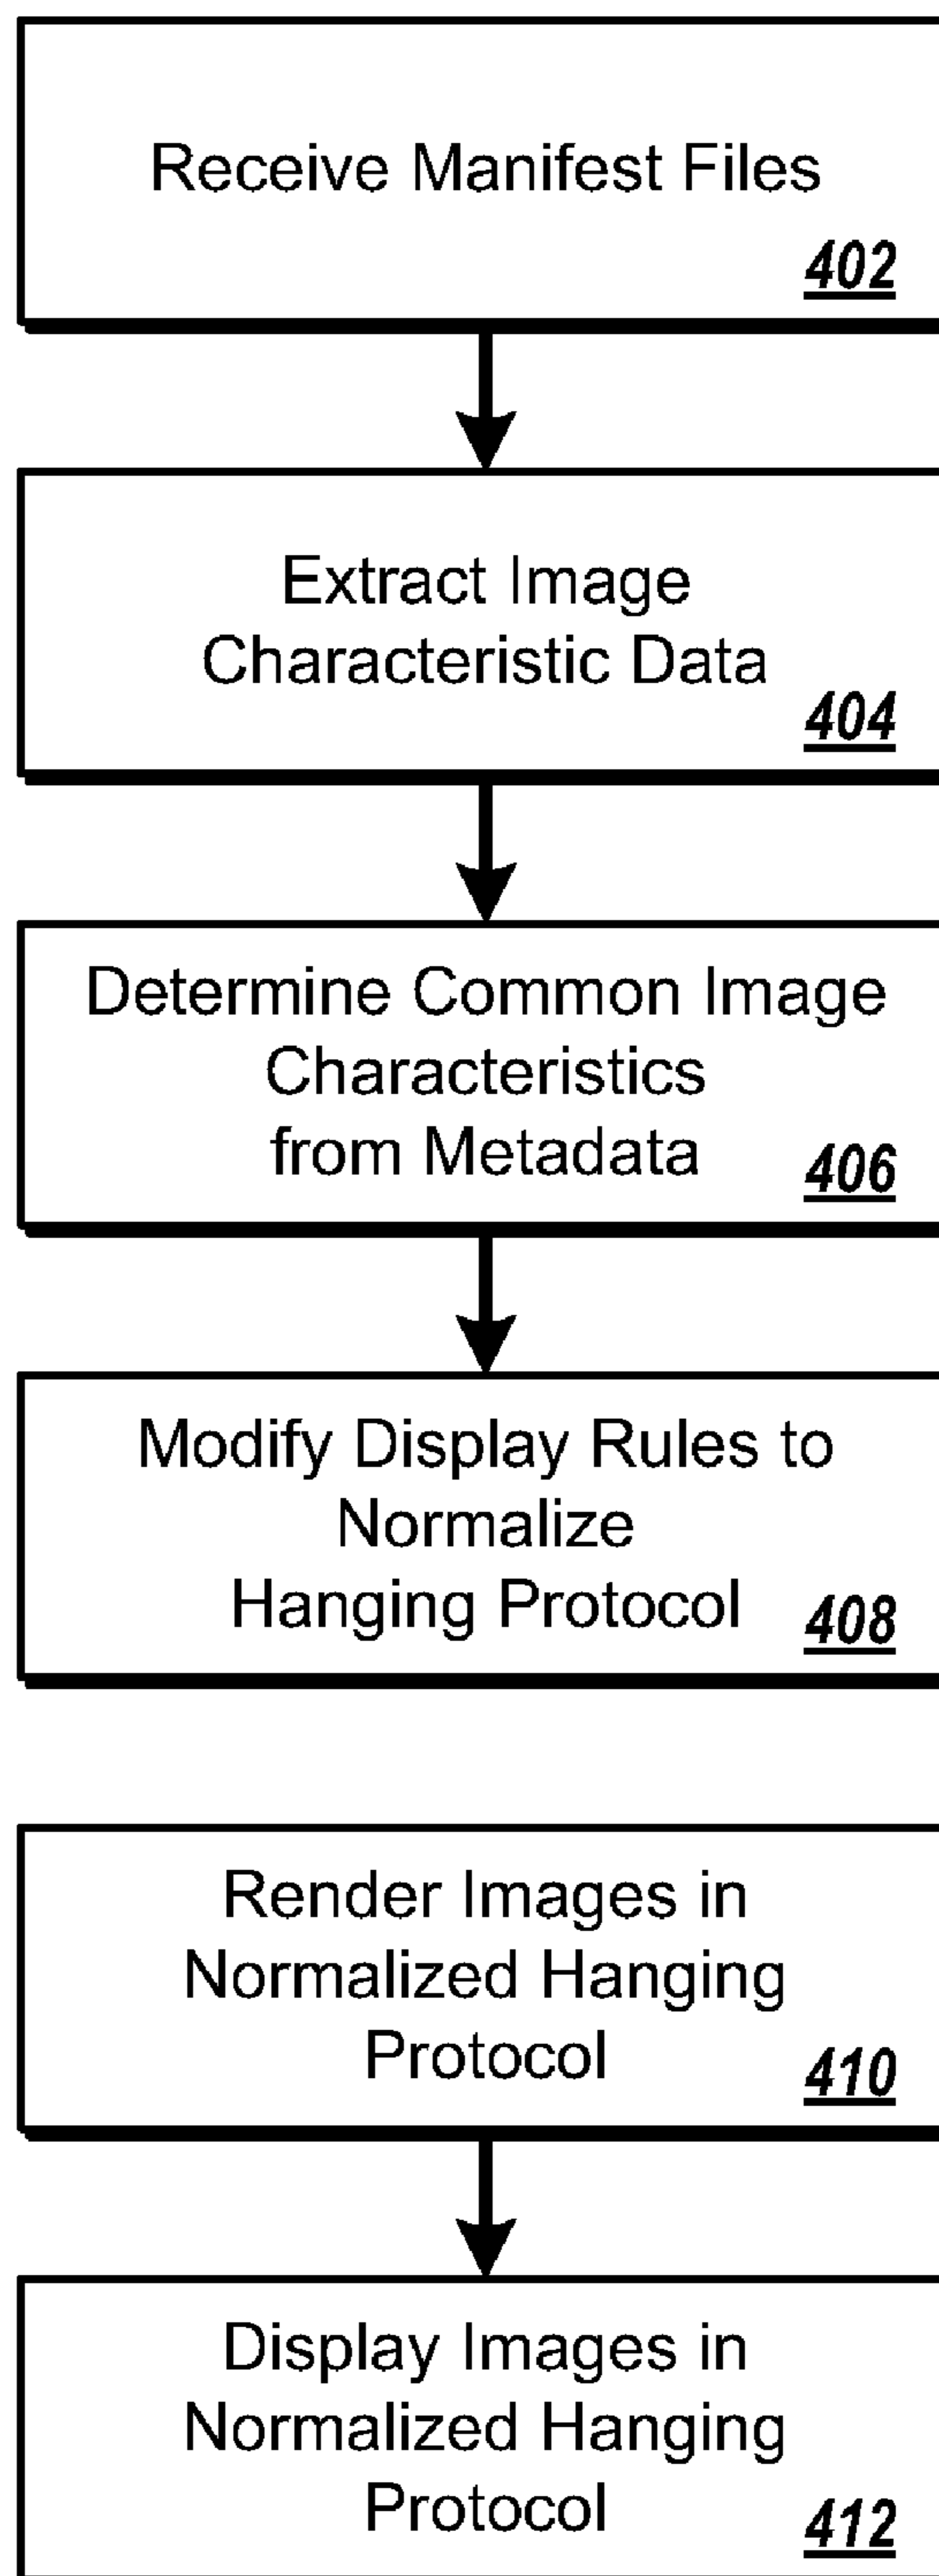 Receive Manifest Files
402
Extract Image
Characteristic Data
404
Determine Common Image
Characteristics
from Metadata
406
Modify Display Rules to
Normalize
Hanging Protocol
408
Render Images in
Normalized Hanging
Protocol
410
Display Images in
Normalized Hanging
Protocol
412